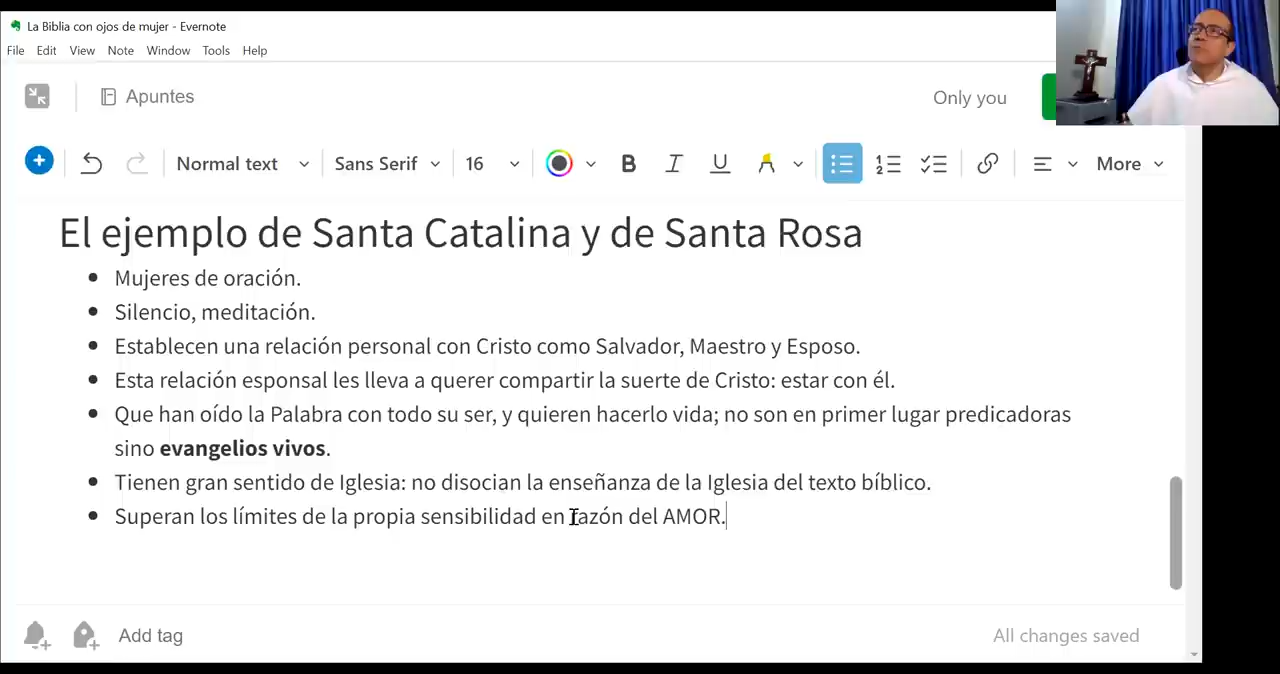 La Biblia con ojos de mujer - Evernote
File Edit View Note Window Tools Help
Apuntes
Only you
Normal text
Sans Serif
16
B I U
More
El ejemplo de Santa Catalina y de Santa Rosa
Mujeres de oración.
Silencio, meditación.
Establecen una relación personal con Cristo como Salvador, Maestro y Esposo.
Esta relación esponsal les lleva a querer compartir la suerte de Cristo: estar con él.
Que han oído la Palabra con todo su ser, y quieren hacerlo vida; no son en primer lugar predicadoras
sino evangelios vivos.
Tienen gran sentido de Iglesia: no disocian la enseñanza de la Iglesia del texto bíblico.
Superan los límites de la propia sensibilidad en razón del AMOR.
Add tag
All changes saved